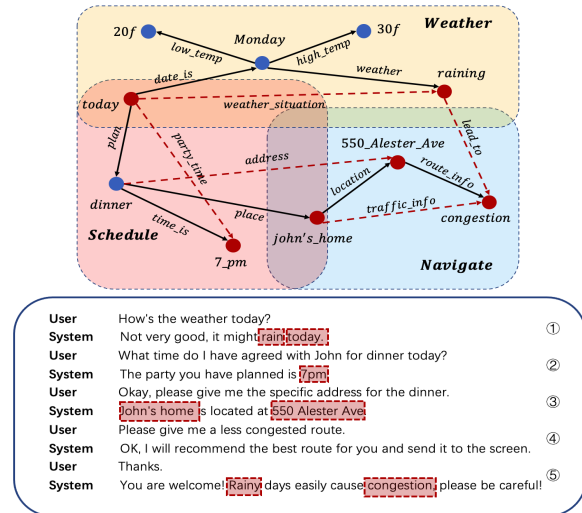 Weather
20f
Monday
30f
low_temp
high_temp
date_is
weather
raining
today
weather_situation
plan
party_time
address
550_Alester_Ave
lead_to
location
route_info
dinner
place
traffic_info
congestion
time_is
john's_home
Schedule
7_pm
Navigate
User How's the weather today?
System Not very good, it might rain today. ①
User What time do I have agreed with John for dinner today?
System The party you have planned is 7pm ②
User Okay, please give me the specific address for the dinner.
System John's home is located at 550 Alester Ave ③
User Please give me a less congested route.
System OK, I will recommend the best route for you and send it to the screen. ④
User Thanks.
System You are welcome! Rainy days easily cause congestion, please be careful! ⑤